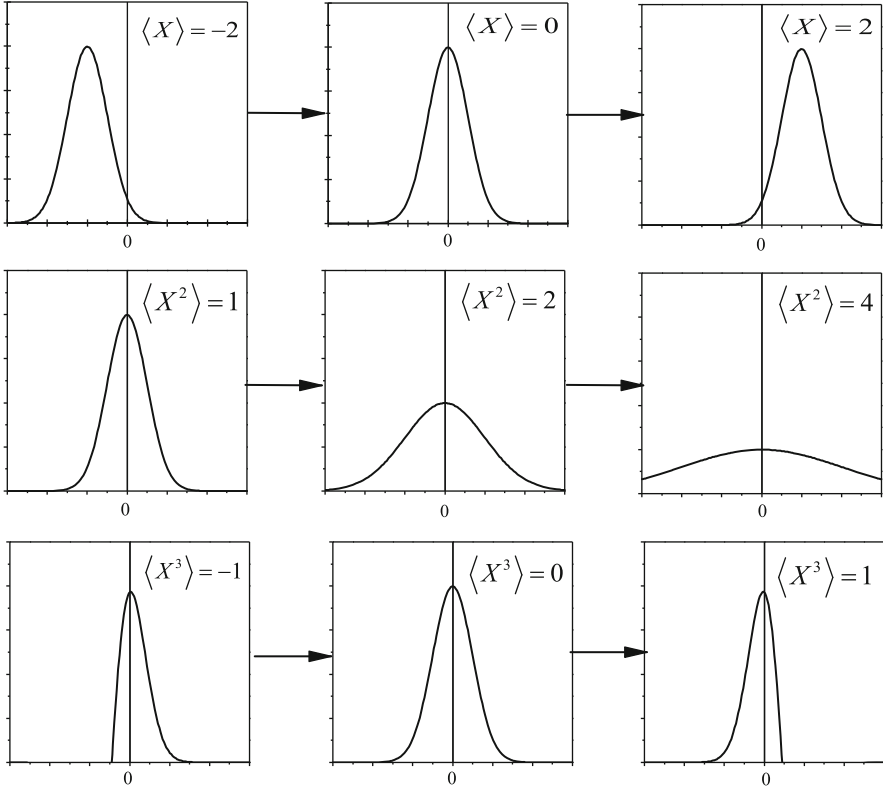 ⟨X⟩ = −2
⟨X⟩ = 0
⟨X⟩ = 2
0
0
0
⟨X²⟩ = 1
⟨X²⟩ = 2
⟨X²⟩ = 4
0
0
0
⟨X³⟩ = −1
⟨X³⟩ = 0
⟨X³⟩ = 1
0
0
0